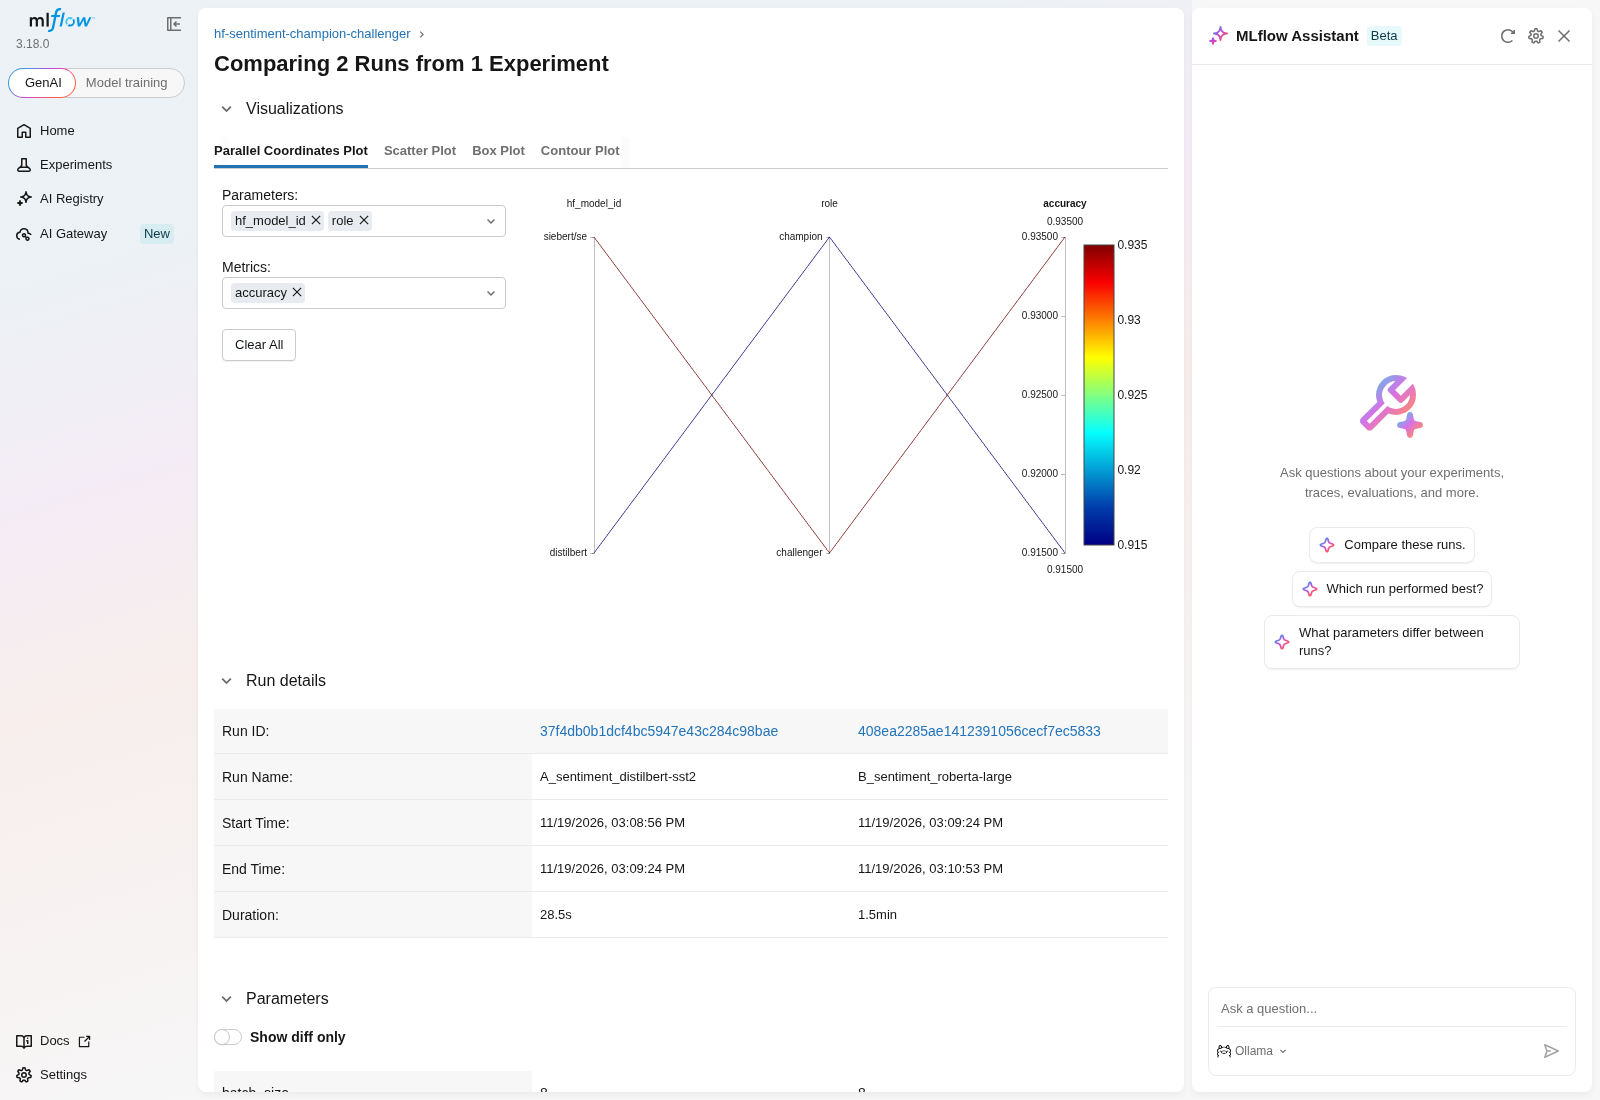 mlflow
3.18.0
GenAI
Model training
Home
Experiments
AI Registry
AI Gateway
New
Docs
Settings
hf-sentiment-champion-challenger
Comparing 2 Runs from 1 Experiment
Visualizations
Parallel Coordinates Plot
Scatter Plot
Box Plot
Contour Plot
Parameters:
hf_model_id
role
Metrics:
accuracy
Clear All
hf_model_id
role
accuracy
0.93500
siebert/se
champion
0.93500
0.93000
0.92500
0.92000
distilbert
challenger
0.91500
0.91500
0.935
0.93
0.925
0.92
0.915
Run details
Run ID:
37f4db0b1dcf4bc5947e43c284c98bae
408ea2285ae1412391056cecf7ec5833
Run Name:
A_sentiment_distilbert-sst2
B_sentiment_roberta-large
Start Time:
11/19/2026, 03:08:56 PM
11/19/2026, 03:09:24 PM
End Time:
11/19/2026, 03:09:24 PM
11/19/2026, 03:10:53 PM
Duration:
28.5s
1.5min
Parameters
Show diff only
batch_size
8
8
MLflow Assistant
Beta
Ask questions about your experiments,
traces, evaluations, and more.
Compare these runs.
Which run performed best?
What parameters differ between
runs?
Ask a question...
Ollama